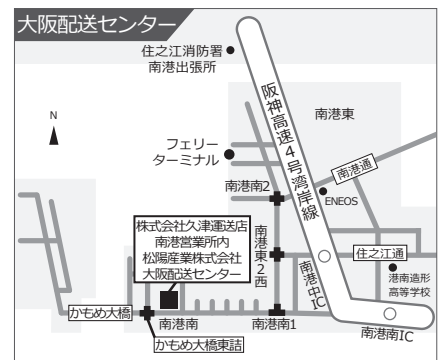 大阪配送センター
住之江消防署
南港出張所
N
フェリー
ターミナル
阪神高速4号湾岸線
南港東
南港通
ENEOS
南港南2
株式会社久津運送店
南港営業所内
松陽産業株式会社
大阪配送センター
南港東2西
南港中IC
住之江通
港南造形
高等学校
かもめ大橋
南港南
南港南1
南港南IC
かもめ大橋東詰